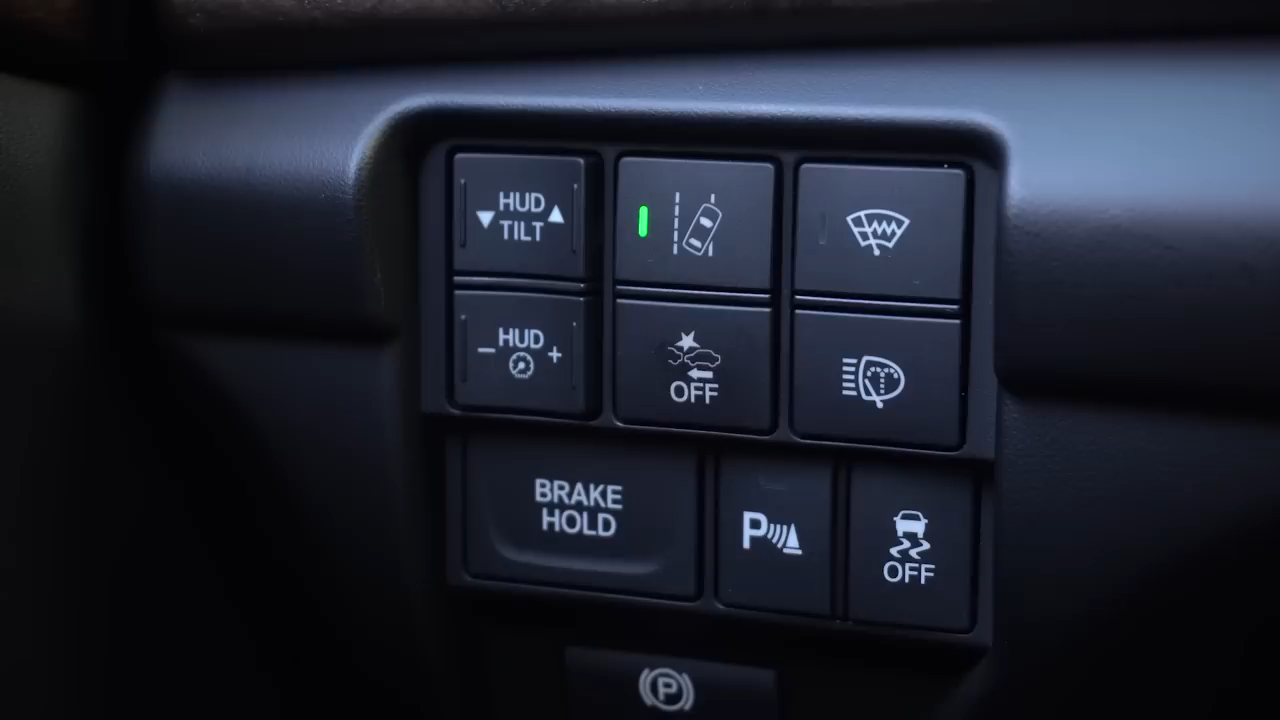 HUD
TILT
HUD
- +
OFF
BRAKE
HOLD
P
OFF
P